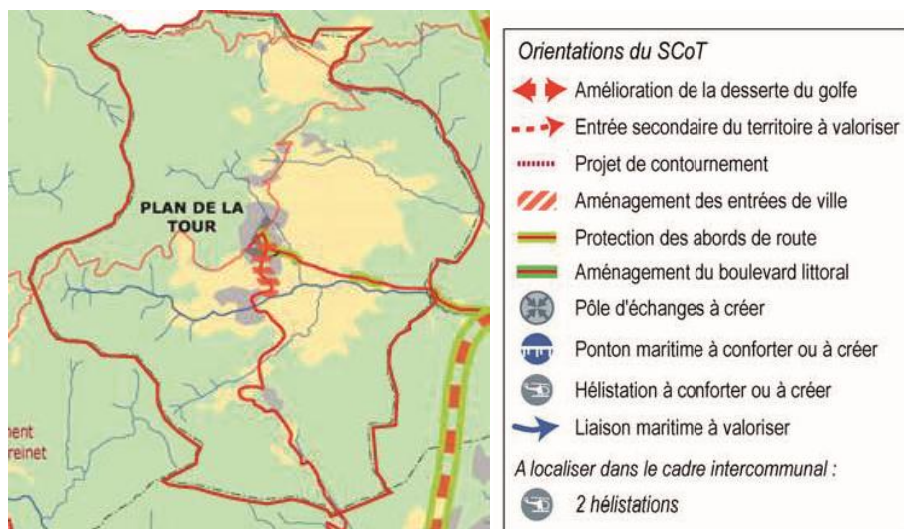 PLAN DE LA
TOUR
Orientations du SCoT
Amélioration de la desserte du golfe
Entrée secondaire du territoire à valoriser
Projet de contournement
Aménagement des entrées de ville
Protection des abords de route
Aménagement du boulevard littoral
Pôle d'échanges à créer
Ponton maritime à conforter ou à créer
Hélistation à conforter ou à créer
Liaison maritime à valoriser
A localiser dans le cadre intercommunal :
2 hélistations